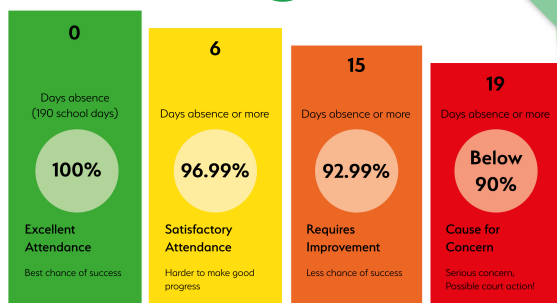 0
Days absence
(190 school days)
100%
Excellent
Attendance
Best chance of success
6
Days absence or more
96.99%
Satisfactory
Attendance
Harder to make good
progress
15
Days absence or more
92.99%
Requires
Improvement
Less chance of success
19
Days absence or more
Below
90%
Cause for
Concern
Serious concern,
Possible court action!